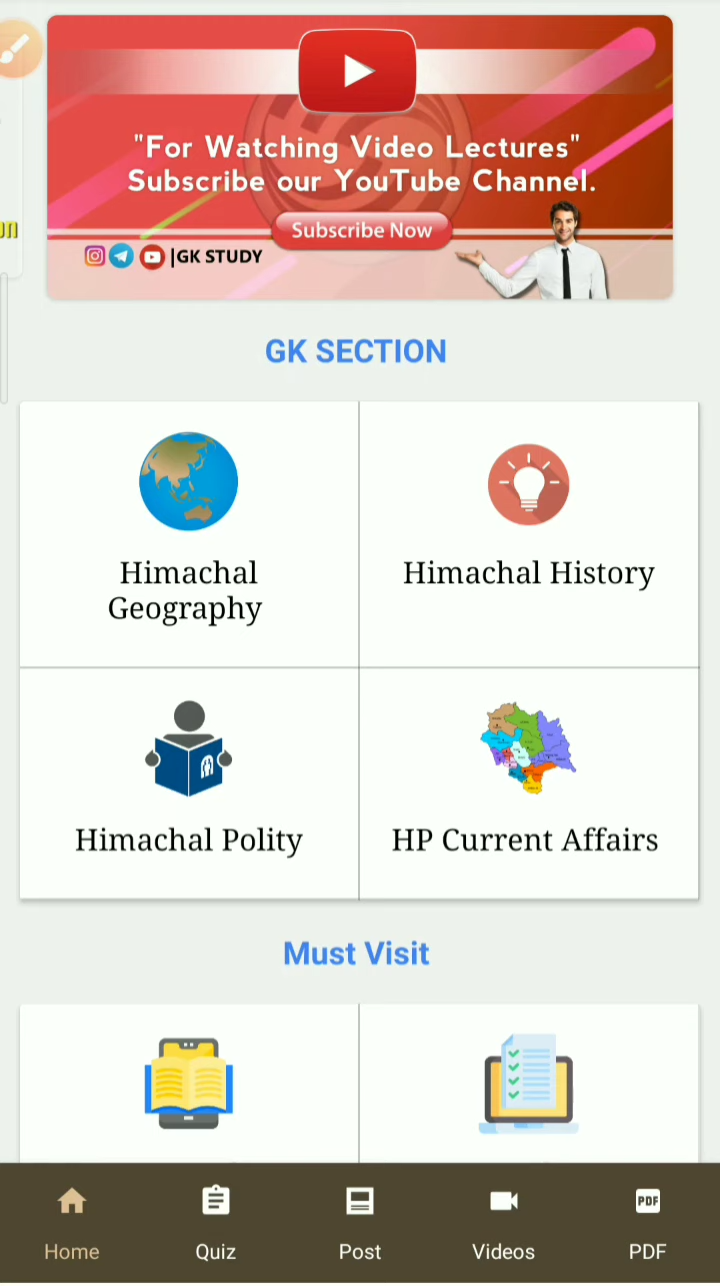 "For Watching Video Lectures"
Subscribe our YouTube Channel.
Subscribe Now
|GK STUDY
GK SECTION
Himachal
Geography
Himachal History
Himachal Polity
HP Current Affairs
Must Visit
Home
Quiz
Post
Videos
PDF
PDF